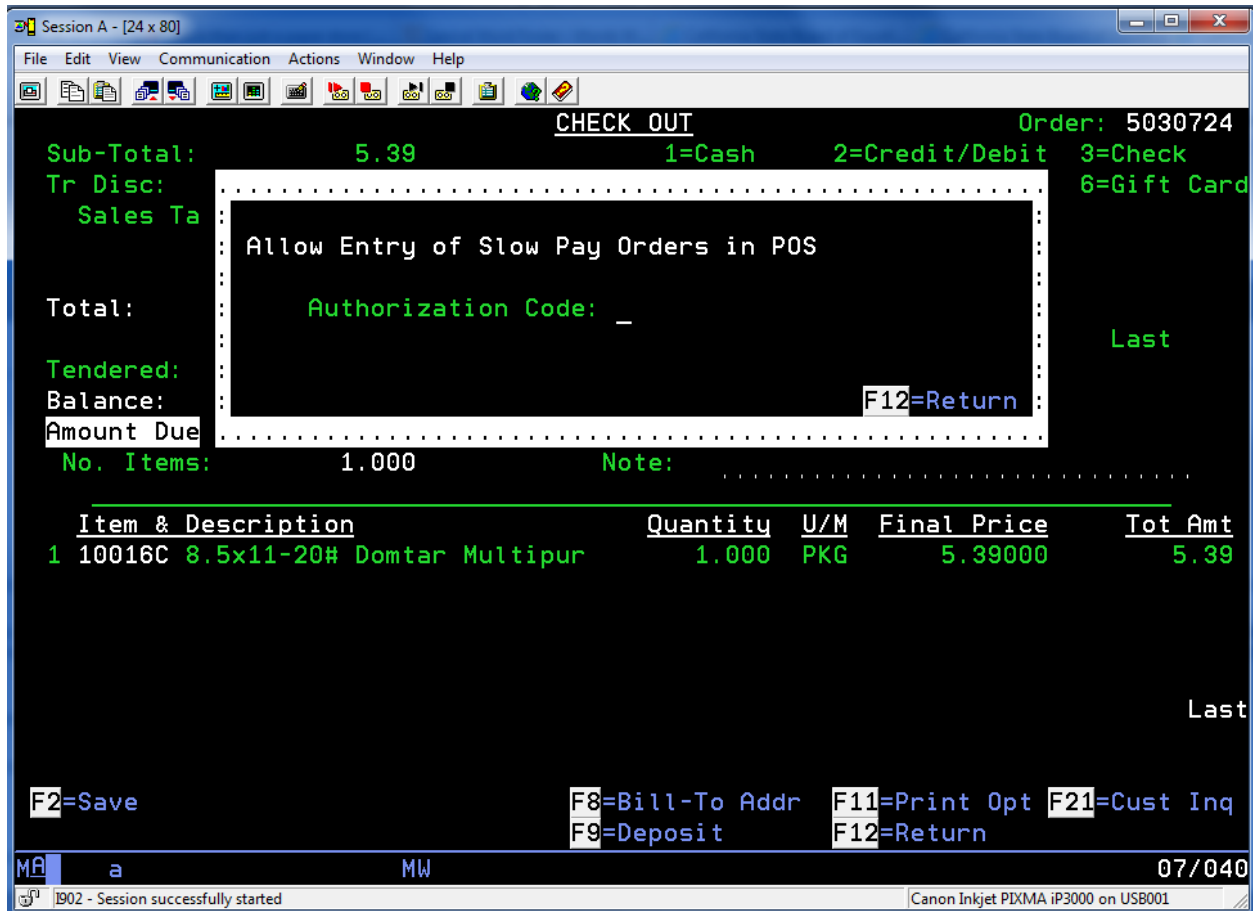 Session A - [24 x 80]
File Edit View Communication Actions Window Help
CHECK OUT Order: 5030724
Sub-Total: 5.39 1=Cash 2=Credit/Debit 3=Check
Tr Disc: 6=Gift Card
Sales Ta
Allow Entry of Slow Pay Orders in POS
Total: Authorization Code: _
Last
Tendered:
Balance: F12=Return
Amount Due
No. Items: 1.000 Note:
Item & Description Quantity U/M Final Price Tot Amt
1 10016C 8.5x11-20# Domtar Multipur 1.000 PKG 5.39000 5.39
Last
F2=Save F8=Bill-To Addr F11=Print Opt F21=Cust Inq
F9=Deposit F12=Return
MA a MW 07/040
I902 - Session successfully started Canon Inkjet PIXMA iP3000 on USB001